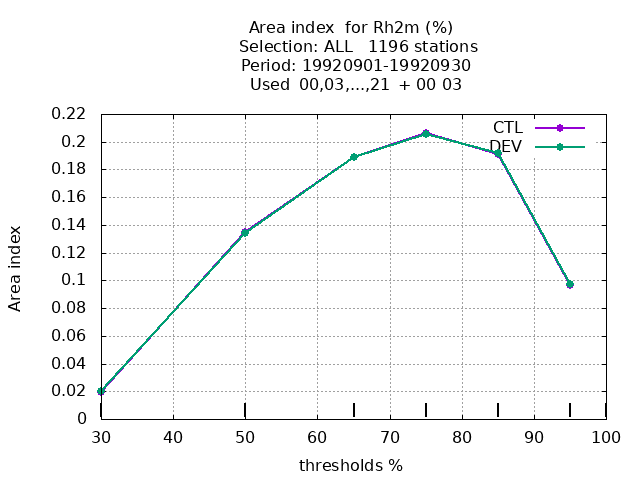 Area index  for Rh2m (%)
Selection: ALL   1196 stations
Period: 19920901-19920930
Used  00,03,...,21  + 00 03
CTL
DEV
0.22
0.2
0.18
0.16
0.14
0.12
0.1
0.08
0.06
0.04
0.02
0
Area index
30 40 50 60 70 80 90 100
thresholds %